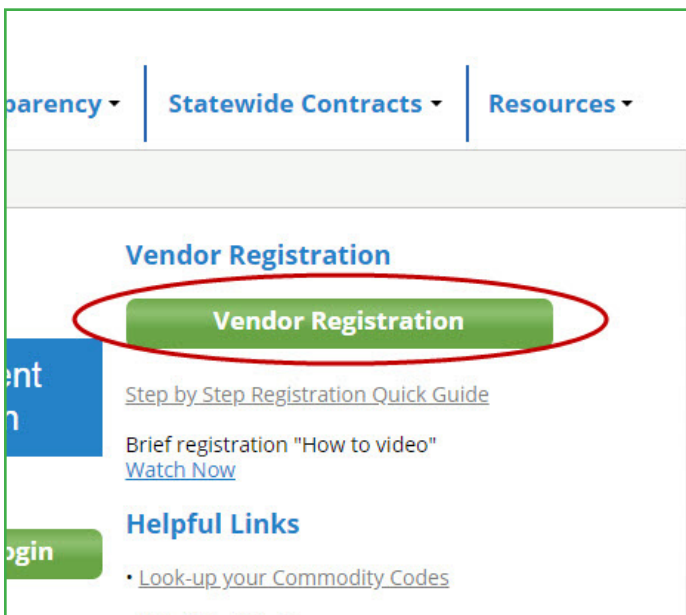 Statewide Contracts
Resources
Vendor Registration
Vendor Registration
Step by Step Registration Quick Guide
Brief registration "How to video"
Watch Now
Helpful Links
• Look-up your Commodity Codes